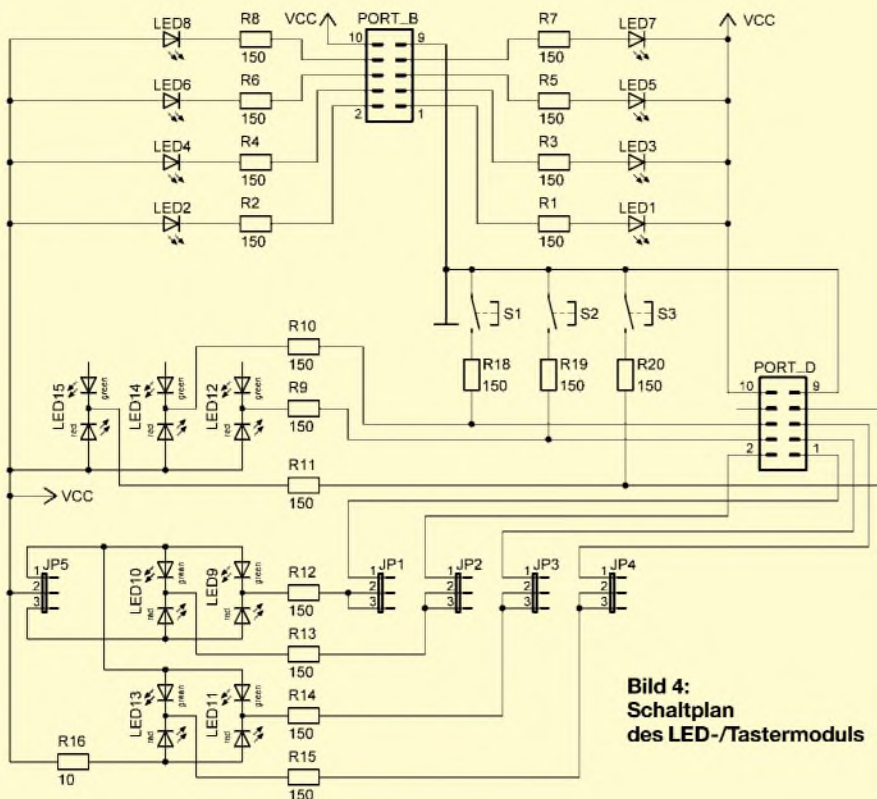 LED8 R8 VCC PORT_B R7 LED7 VCC
10 9
150 150
LED6 R6 R5 LED5
150 150
2 1
LED4 R4 R3 LED3
150 150
LED2 R2 R1 LED1
150 150
S1 S2 S3
R10
150
R18 R19 R20
150 150 150
PORT_D
10 9
2 1
LED15 green red LED14 green red LED12 green red
R9
150
R11
150
VCC
JP5 JP1 JP2 JP3 JP4
1 1 1 1 1
2 2 2 2 2
3 3 3 3 3
LED10 green red LED9 green red
R12
150
R13
150
LED13 green red LED11 green red
R14
150
R16
10
R15
150
Bild 4:
Schaltplan
des LED-/Tastermoduls